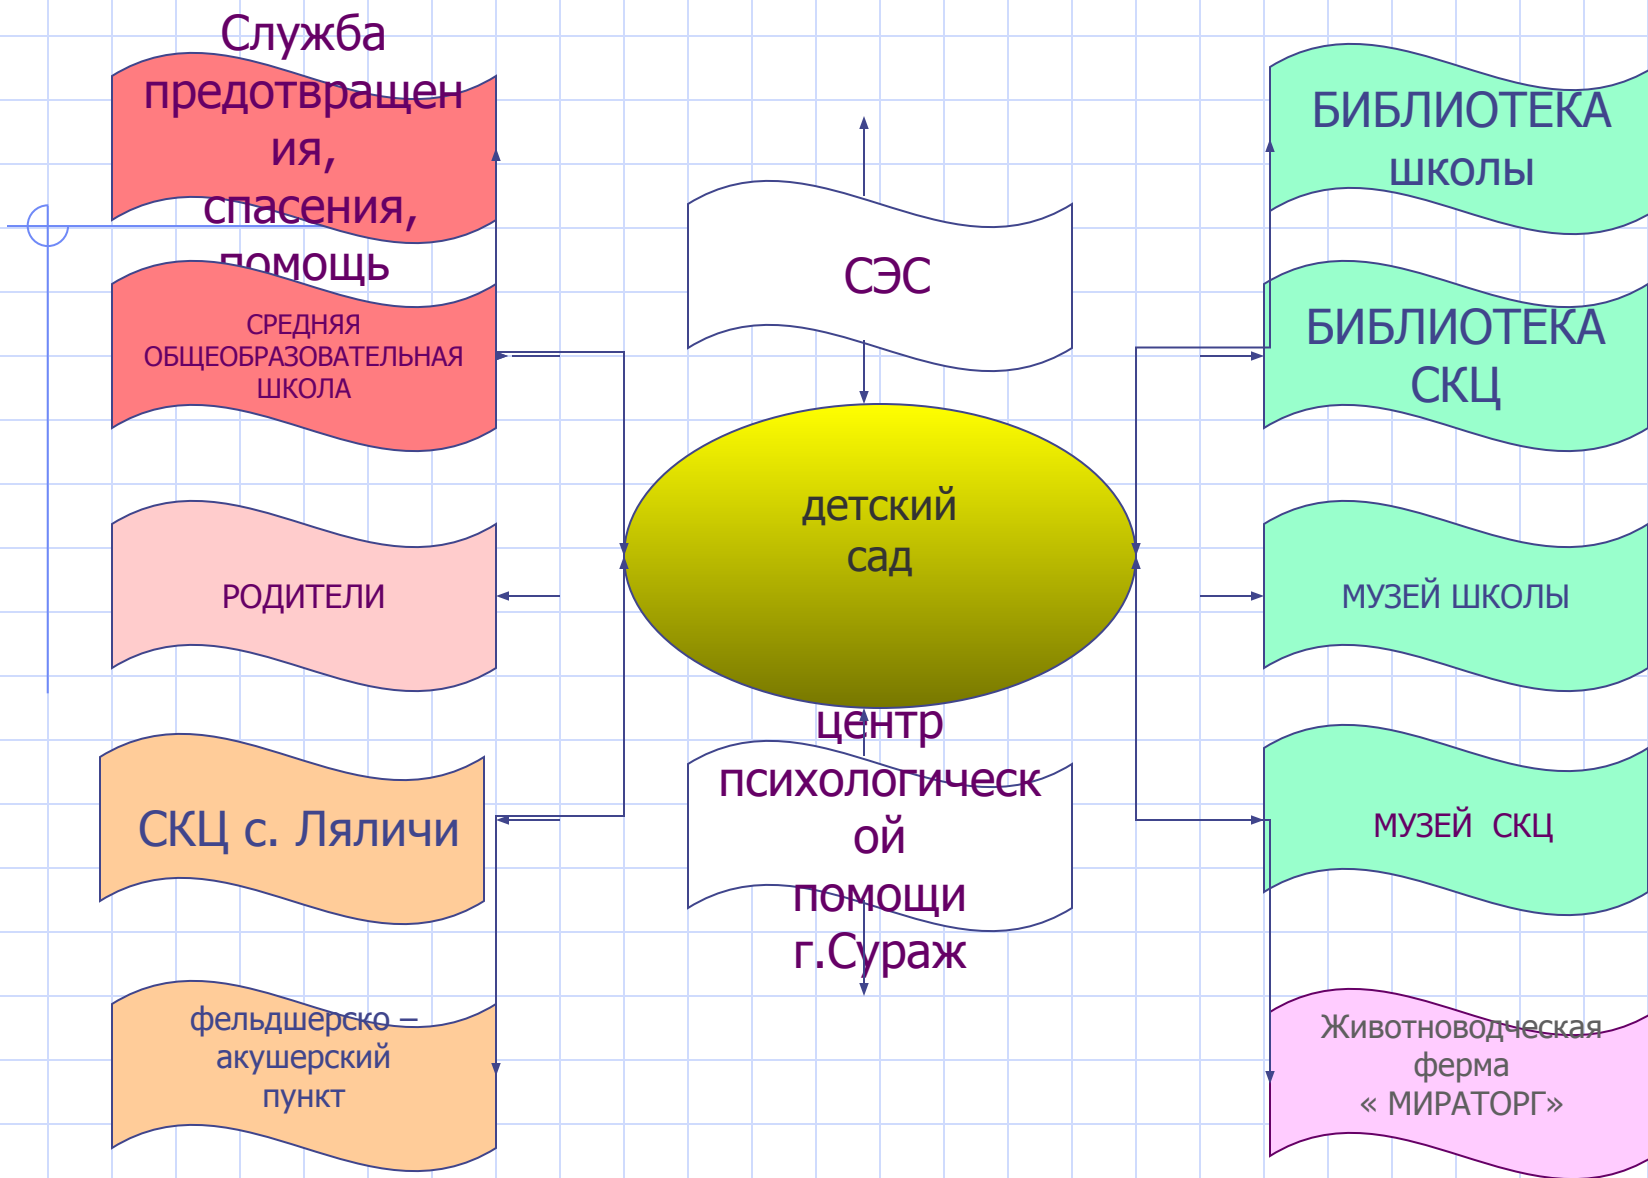 Служба
предотвращен
ия,
спасения,
помощь
СРЕДНЯЯ
ОБЩЕОБРАЗОВАТЕЛЬНАЯ
ШКОЛА
РОДИТЕЛИ
СКЦ с. Ляличи
фельдшерско –
акушерский
пункт
СЭС
детский
сад
центр
психологическ
ой
помощи
г.Сураж
БИБЛИОТЕКА
школы
БИБЛИОТЕКА
СКЦ
МУЗЕЙ ШКОЛЫ
МУЗЕЙ СКЦ
Животноводческая
ферма
« МИРАТОРГ»